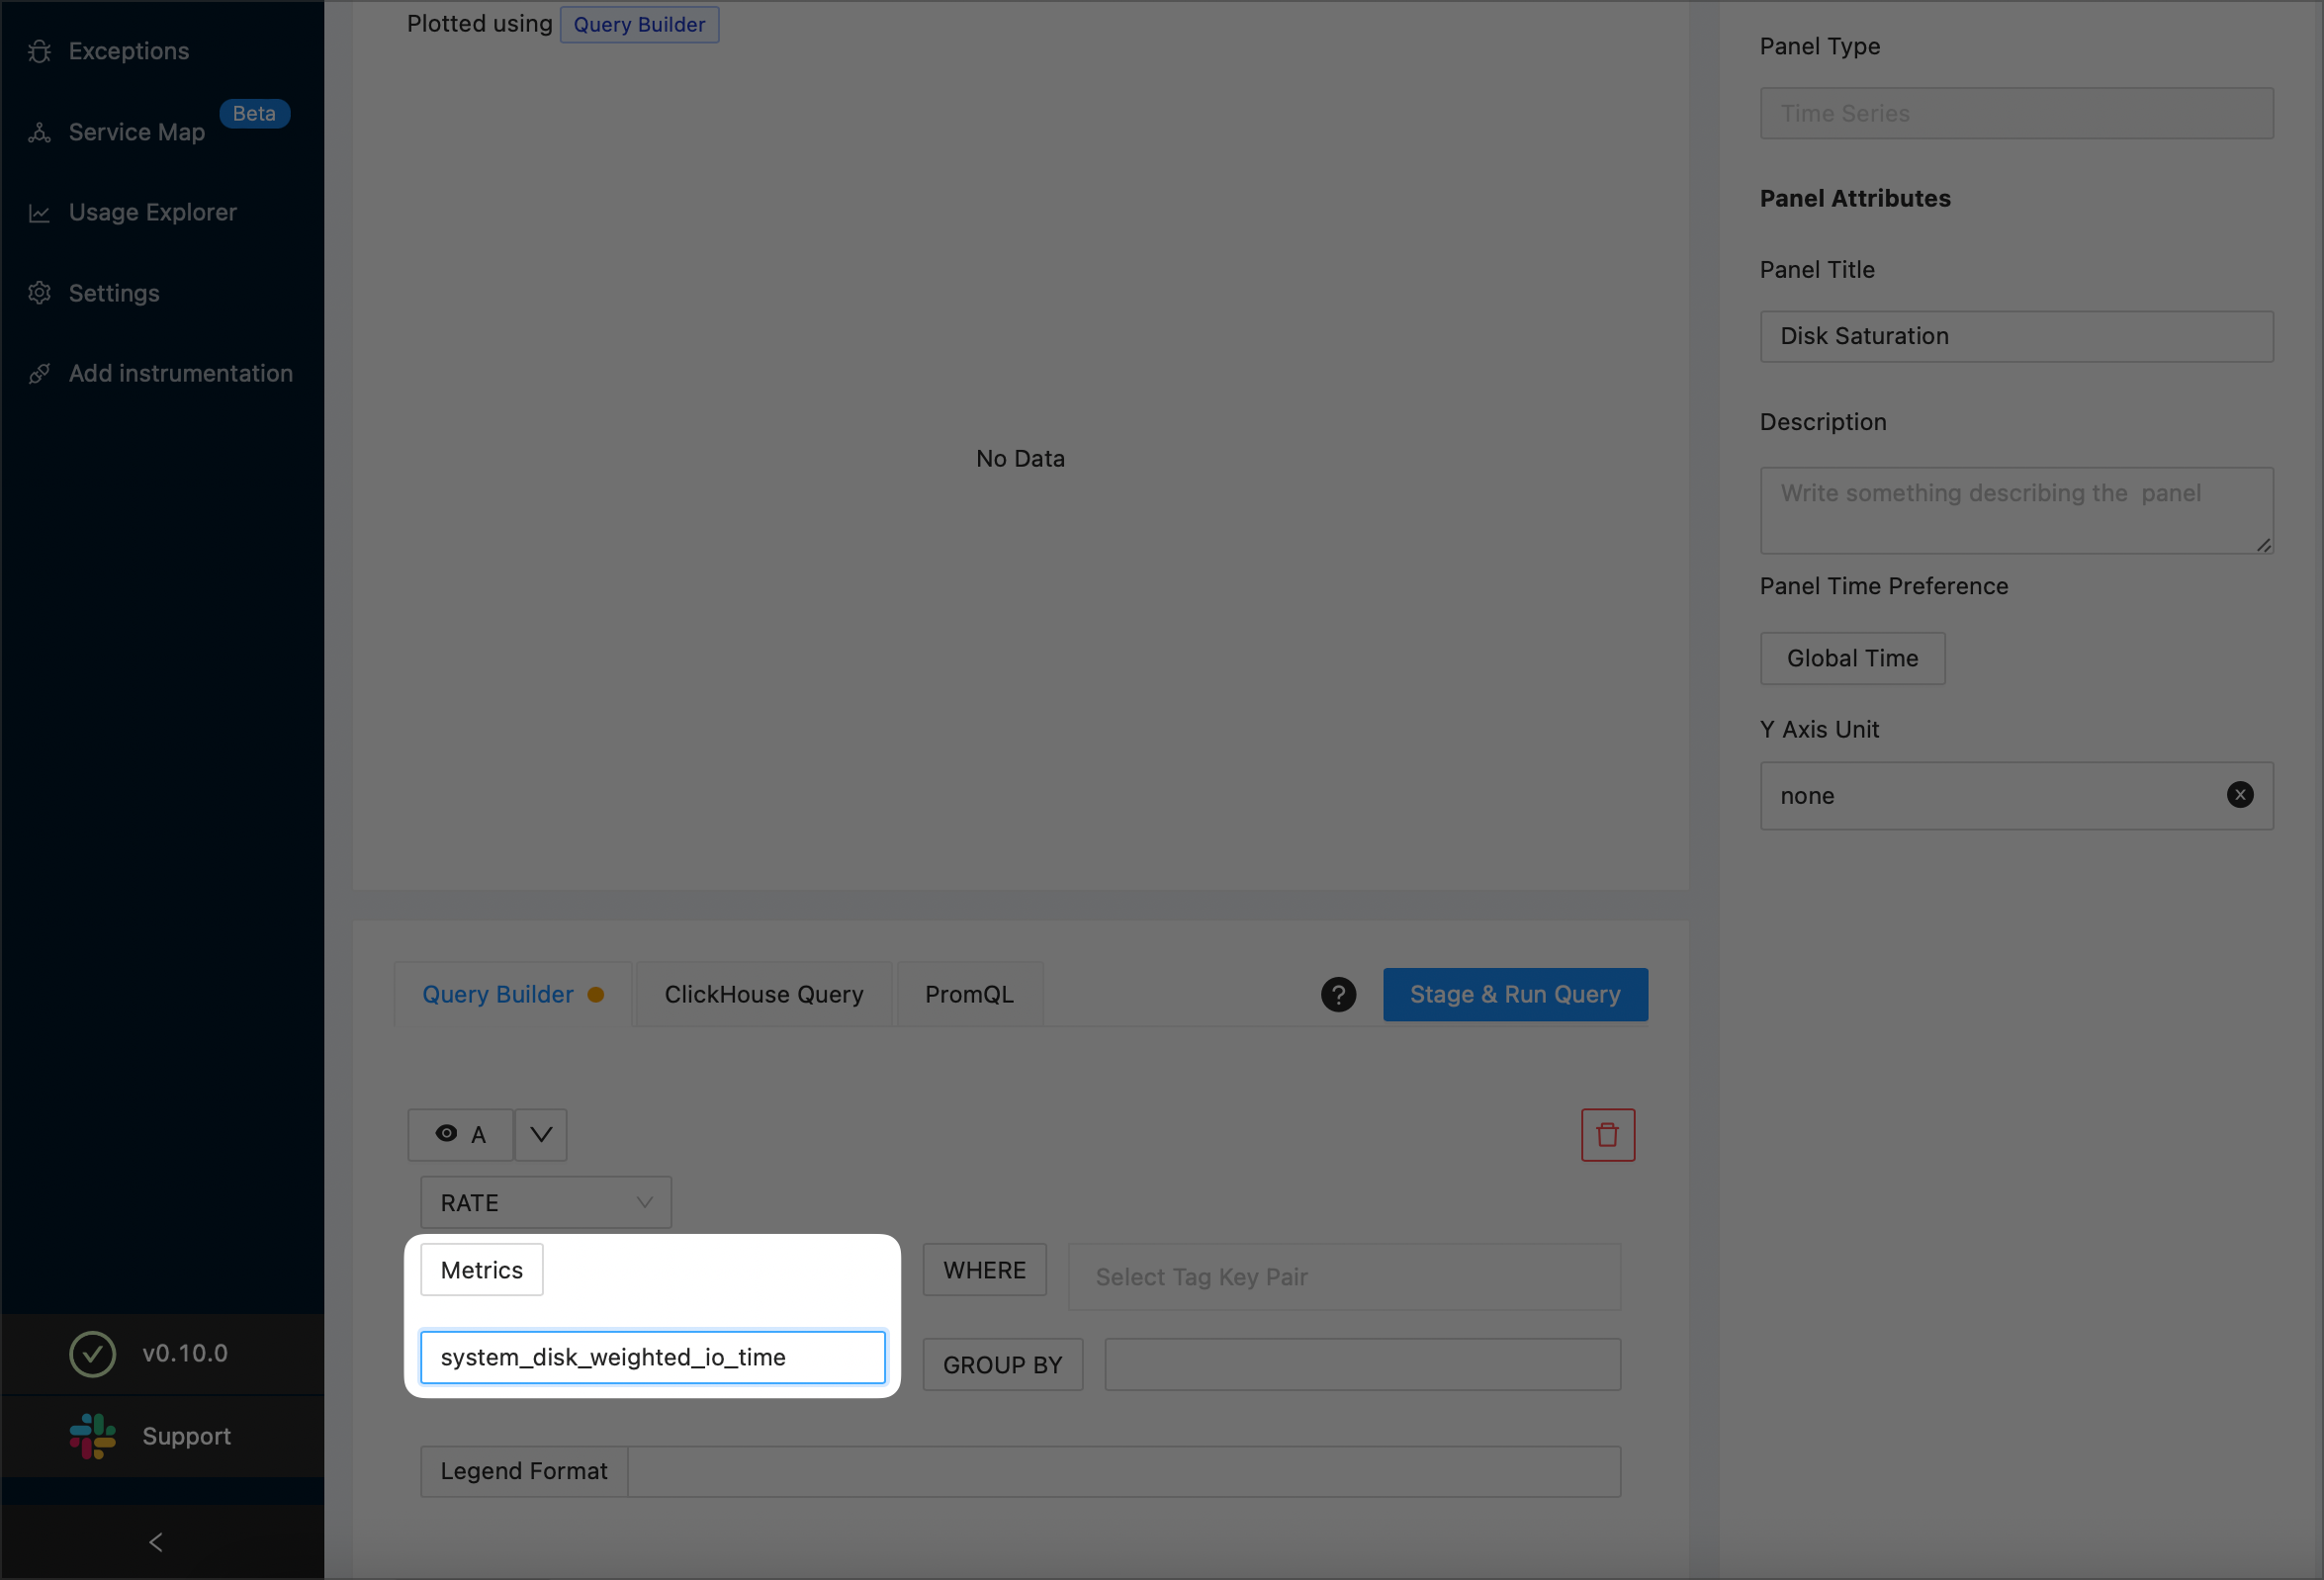 Exceptions
Service Map
Beta
Usage Explorer
Settings
Add instrumentation
v0.10.0
Support
Plotted using Query Builder
No Data
Query Builder
ClickHouse Query
PromQL
?
Stage & Run Query
A
RATE
Metrics
system_disk_weighted_io_time
WHERE
Select Tag Key Pair
GROUP BY
Legend Format
Panel Type
Time Series
Panel Attributes
Panel Title
Disk Saturation
Description
Write something describing the  panel
Panel Time Preference
Global Time
Y Axis Unit
none